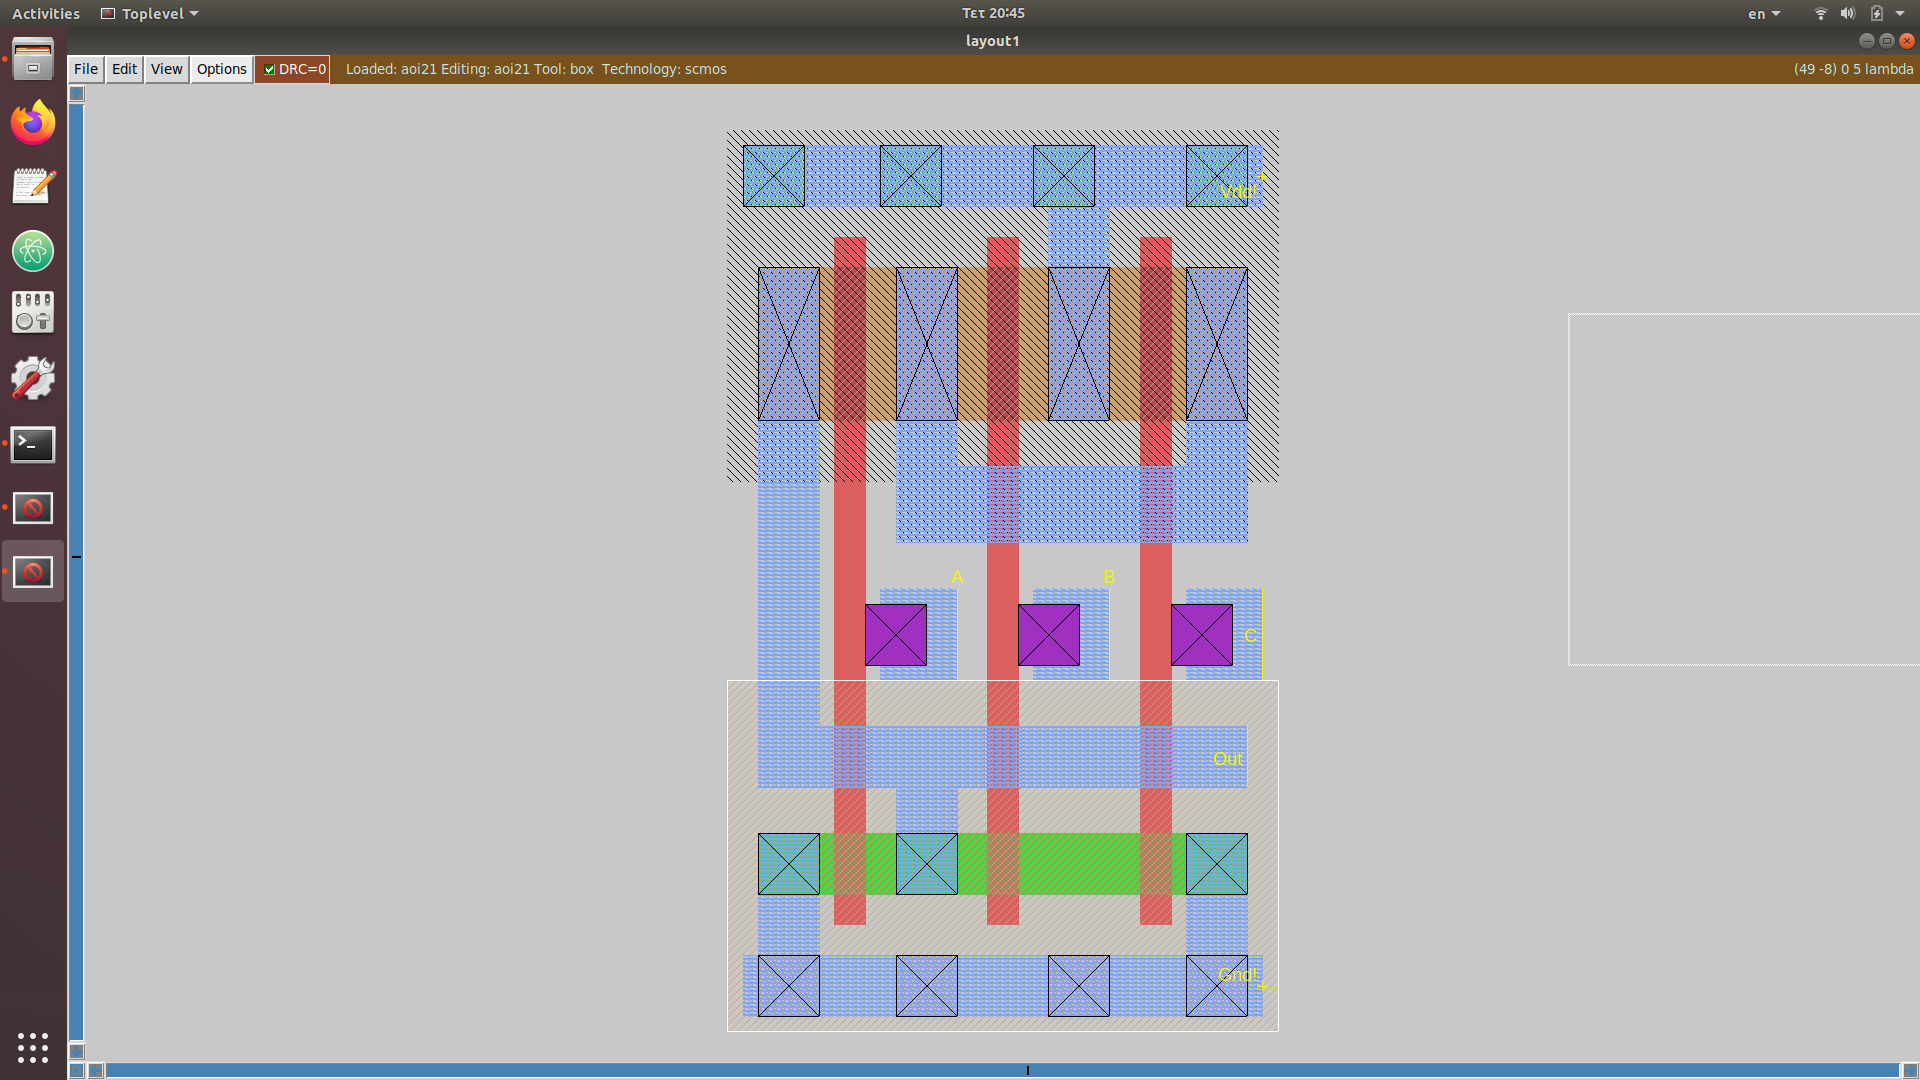 Activities Toplevel Τετ 20:45 en
layout1
File Edit View Options DRC=0 Loaded: aoi21 Editing: aoi21 Tool: box Technology: scmos (49 -8) 0 5 lambda
Vdd!
A B
C
Out
Gnd!